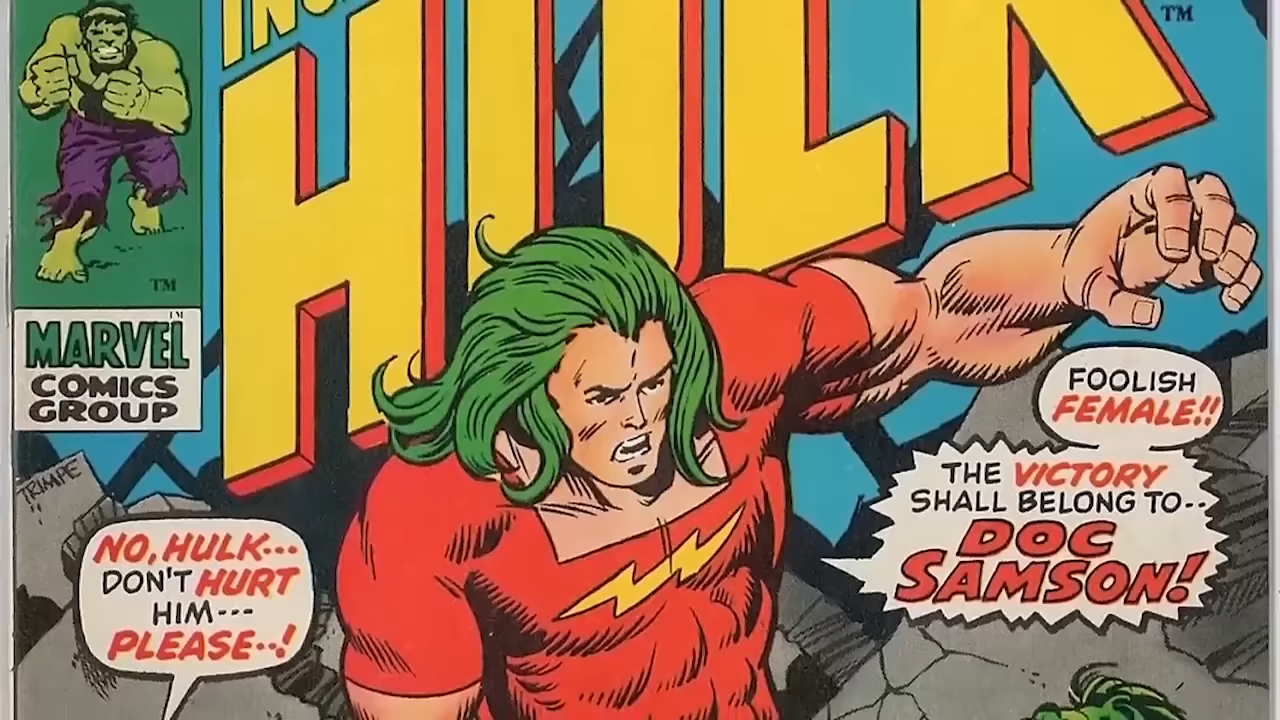 HULK
TM
TM
MARVEL
COMICS
GROUP
TRIMPE
NO, HULK---
DON'T HURT
HIM---
PLEASE--!
FOOLISH
FEMALE!!
THE VICTORY
SHALL BELONG TO--
DOC
SAMSON!